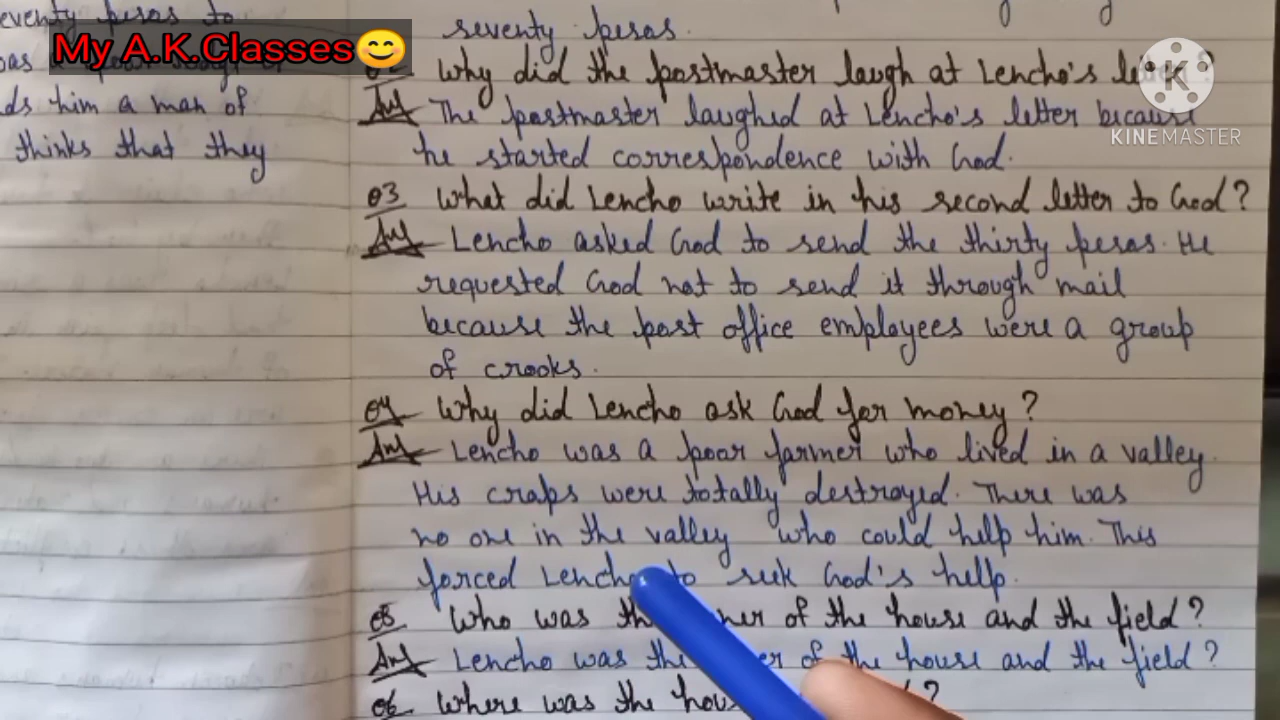 eventy pesos to
My A.K.Classes😊
ds him a man of
thinks that they
seventy pesos.
Why did the postmaster laugh at Lencho's
KINEMASTER
Ans The postmaster laughed at Lencho's letter because
he started correspondence with God.
Q3 What did Lencho write in his second letter to God?
Ans Lencho asked God to send the thirty pesos. He
requested God not to send it through mail
because the post office employees were a group
of crooks.
Q4 Why did Lencho ask God for money?
Ans Lencho was a poor farmer who lived in a valley.
His craps were totally destroyed. There was
no one in the valley who could help him. This
forced Lencho to seek God's help.
Q5 Who was the ner of the house and the field?
Ans Lencho was the er of the house and the field?
Q6 Where was the hou ?